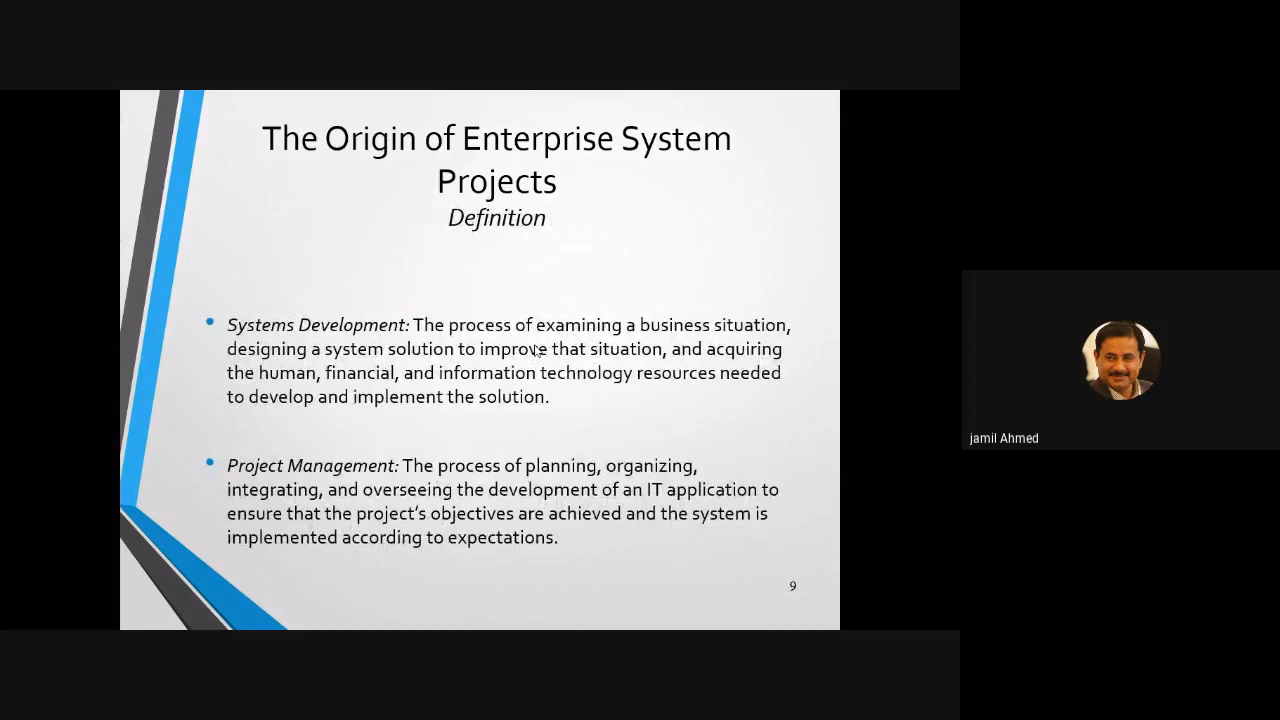 The Origin of Enterprise System
Projects
Definition
Systems Development: The process of examining a business situation,
designing a system solution to improve that situation, and acquiring
the human, financial, and information technology resources needed
to develop and implement the solution.
Project Management: The process of planning, organizing,
integrating, and overseeing the development of an IT application to
ensure that the project’s objectives are achieved and the system is
implemented according to expectations.
9
jamil Ahmed